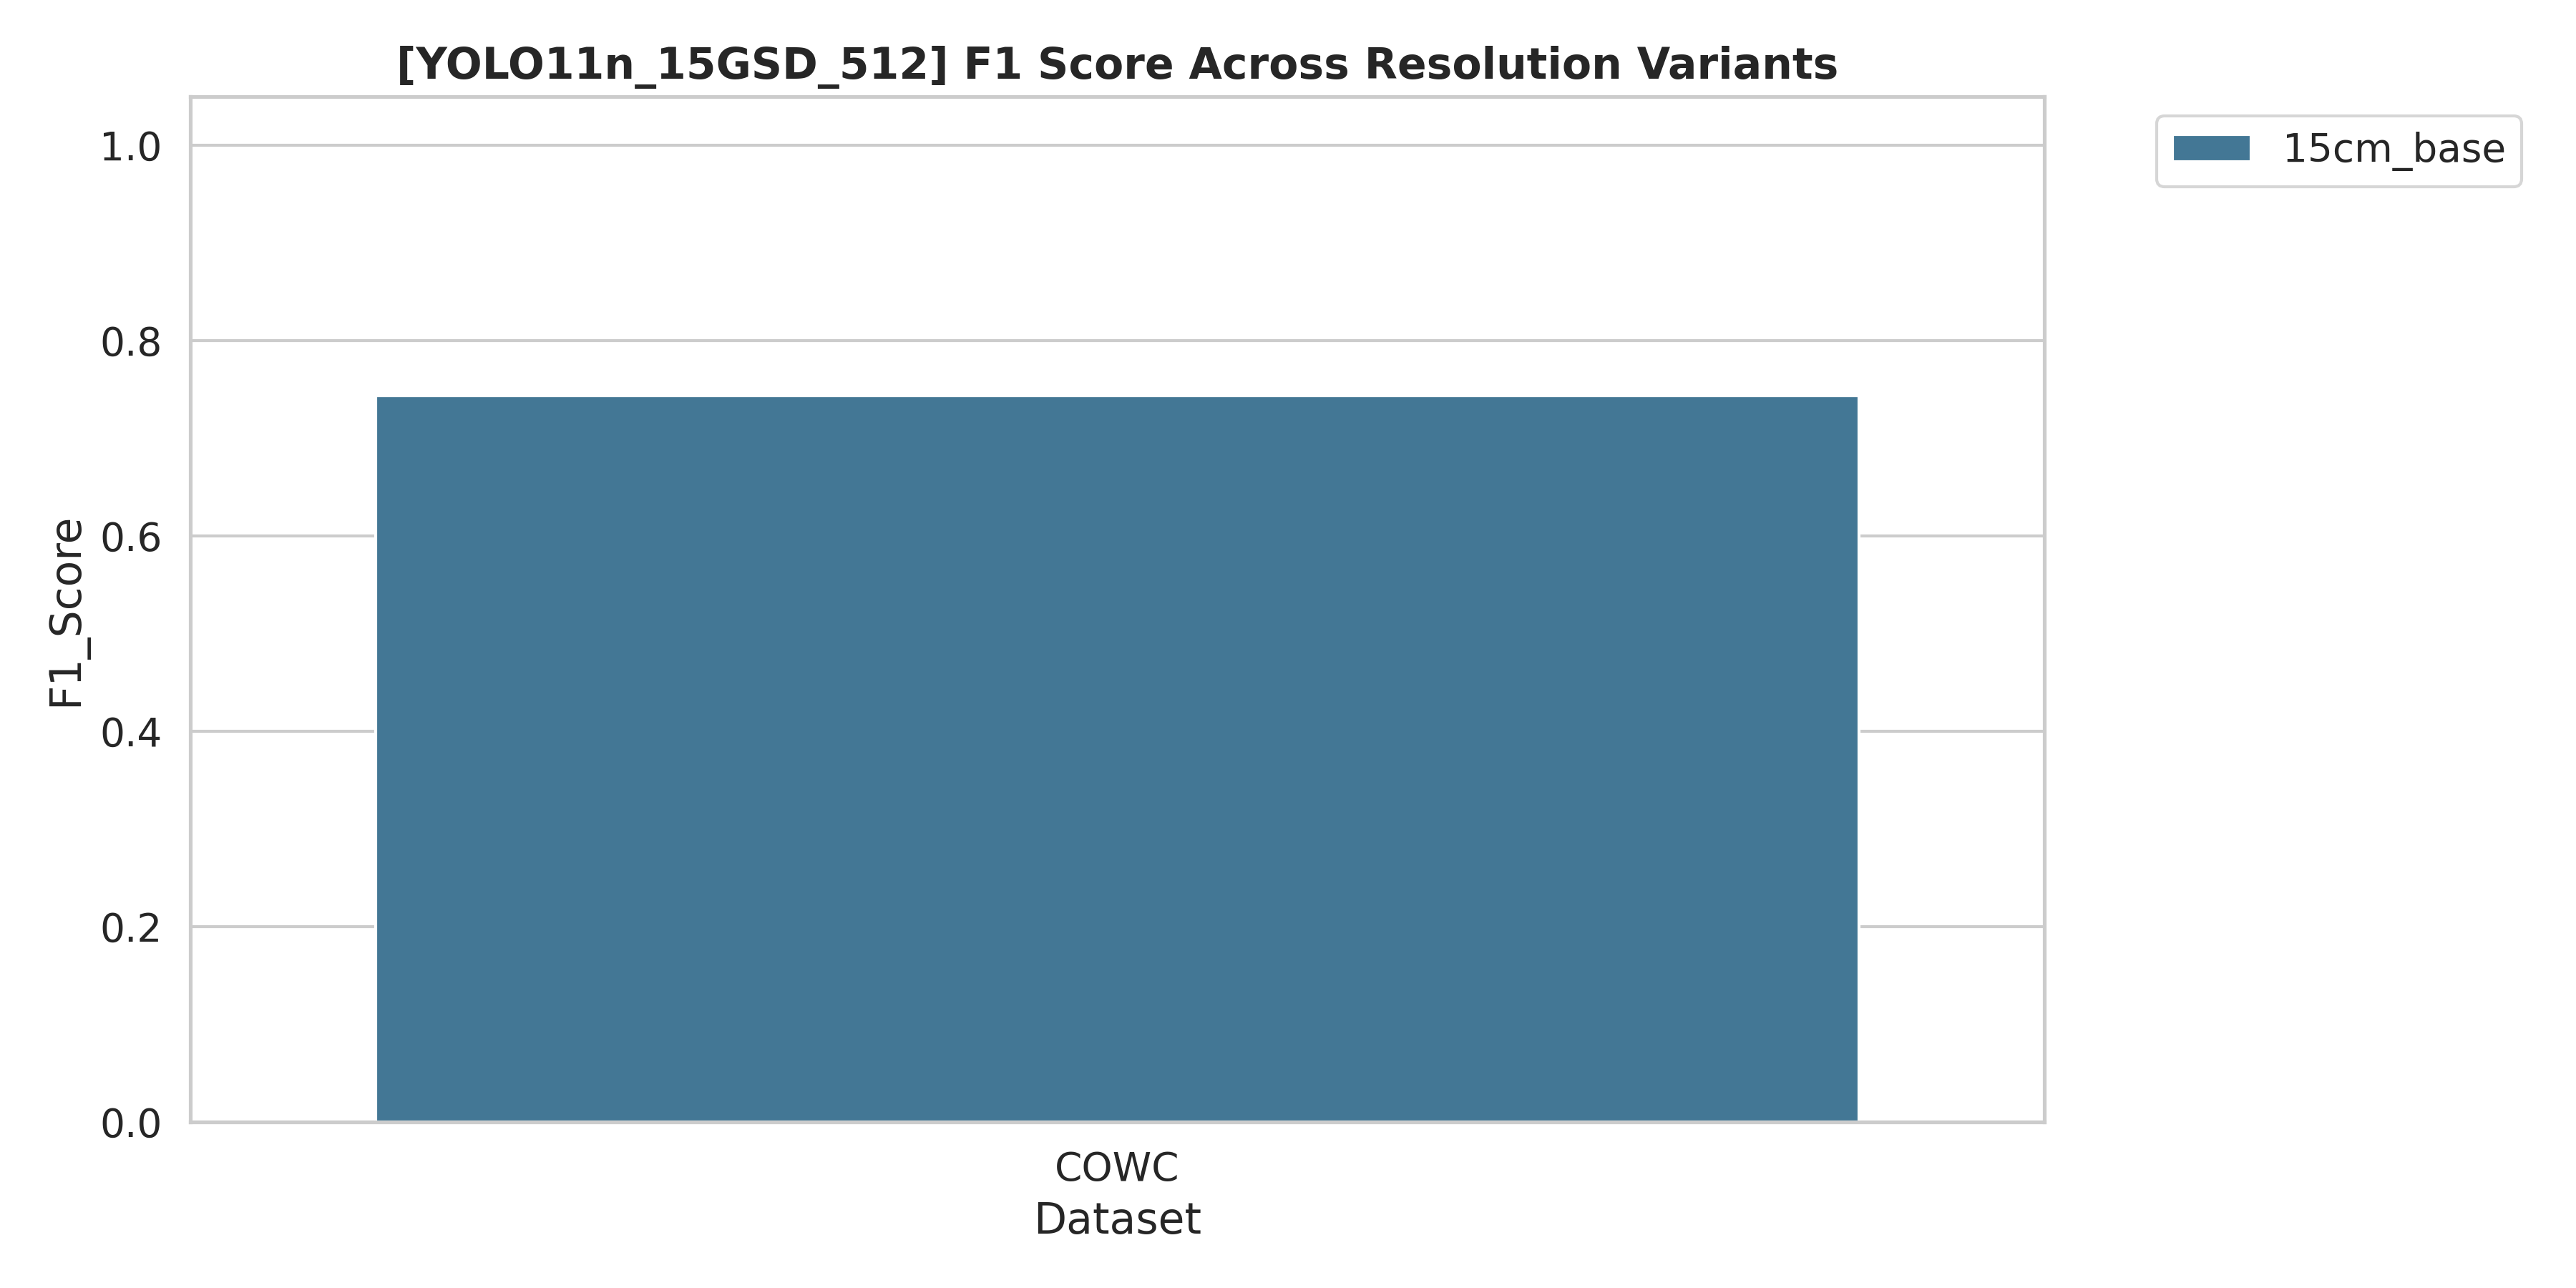 [YOLO11n_15GSD_512] F1 Score Across Resolution Variants
15cm_base
1.0
0.8
0.6
0.4
0.2
0.0
F1_Score
COWC
Dataset